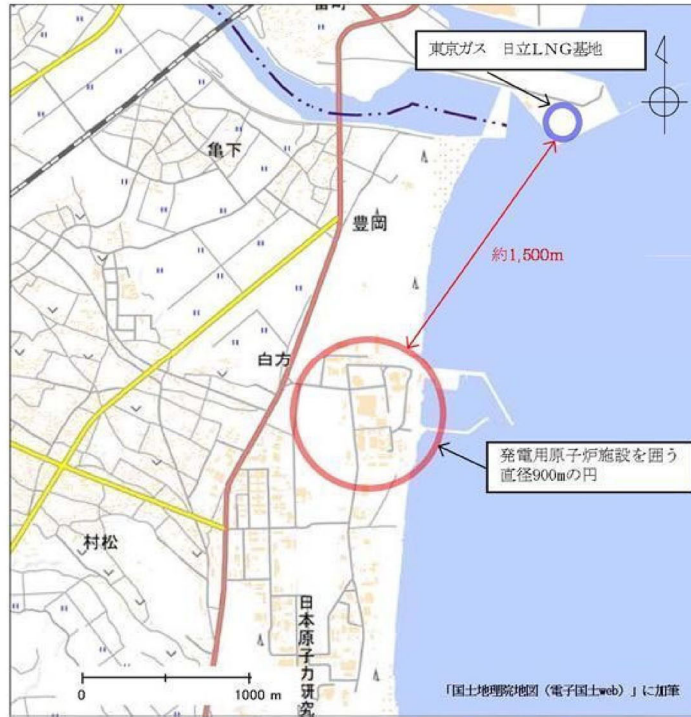 東京ガス 日立LNG基地
亀下
豊岡
約1,500m
白方
発電用原子炉施設を囲う
直径900mの円
村松
日本原子力研究
0
1000 m
「国土地理院地図（電子国土web）」に加筆